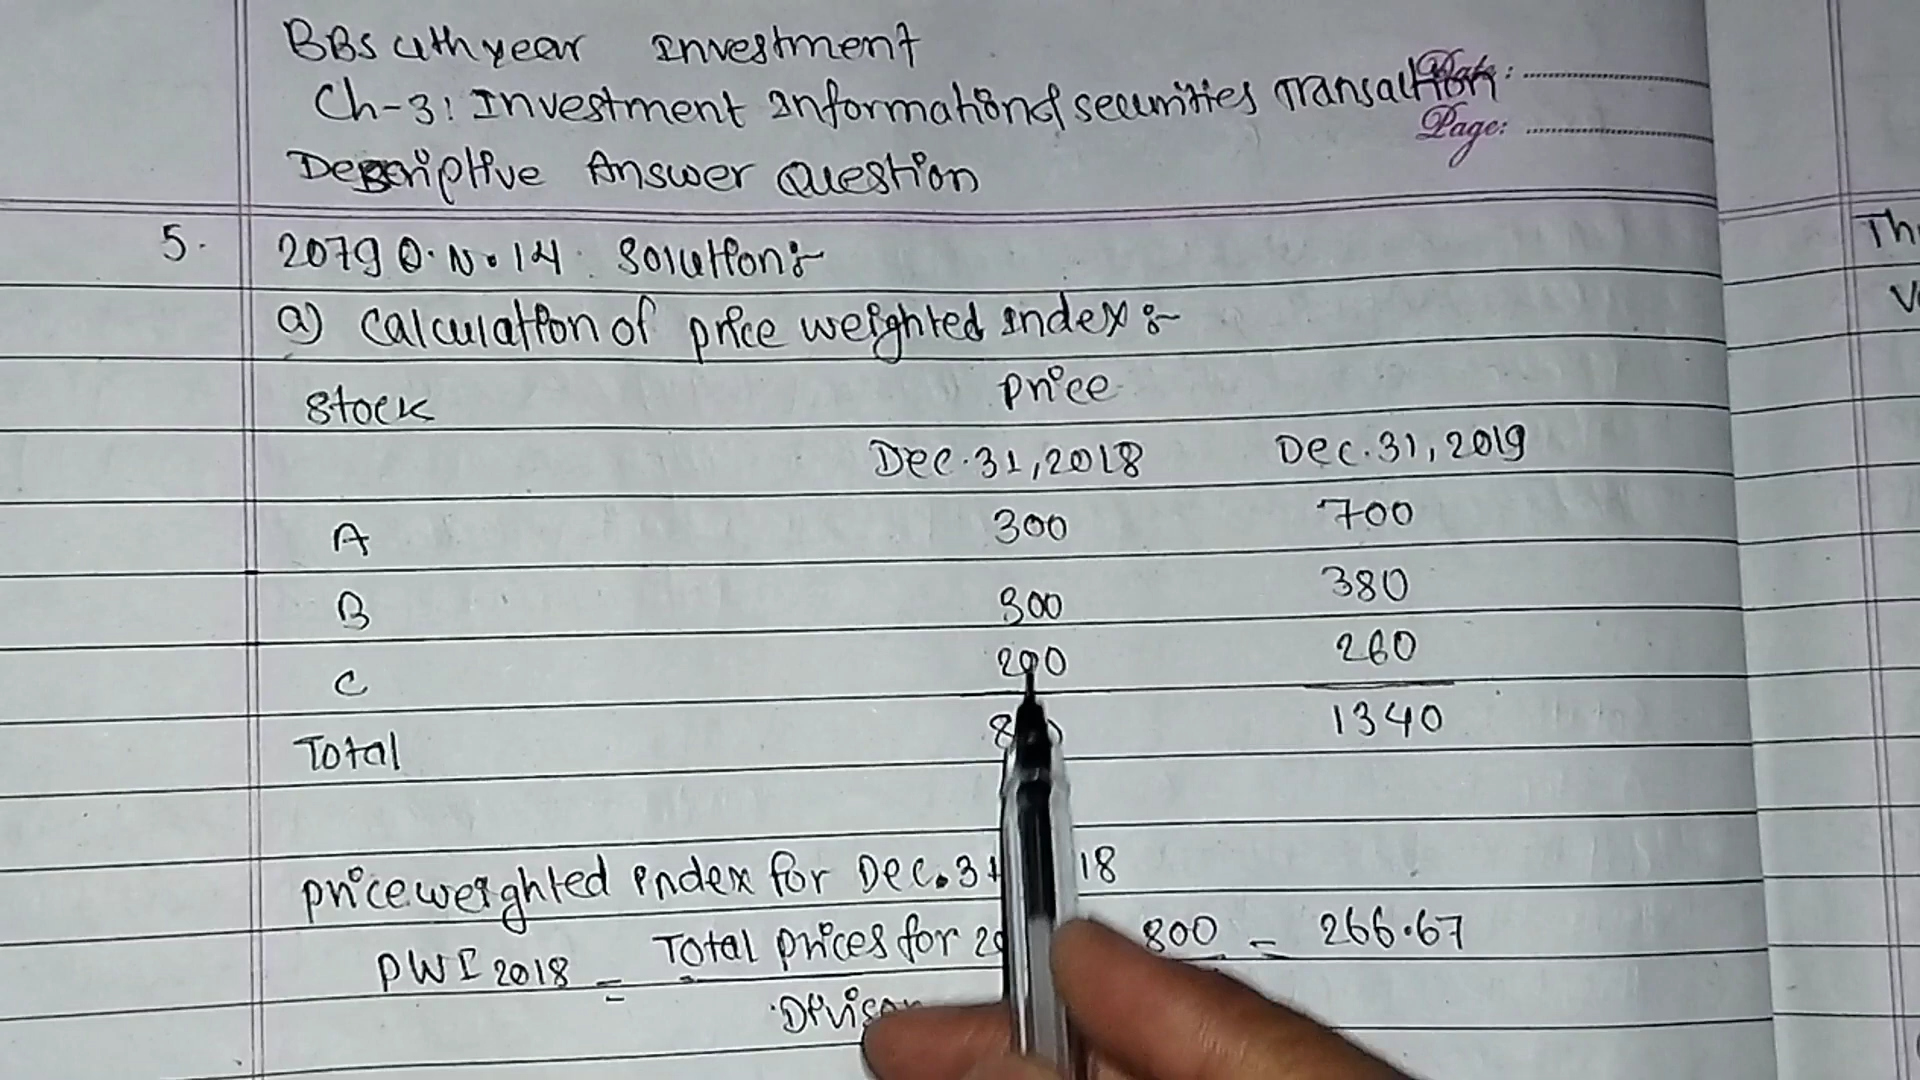 BBS 4th year Investment
Ch-3: Investment Information & securities Transaction
Date:
Page:
Descriptive Answer Question
5. 2079 Q.No 14 Solution:-
a) Calculation of price weighted Index:-
Stock Price
Dec.31,2018 Dec.31,2019
A 300 700
B 300 380
C 200 260
Total 1340
price weighted index for Dec.31 18
PWI 2018 = Total prices for 800 = 266.67